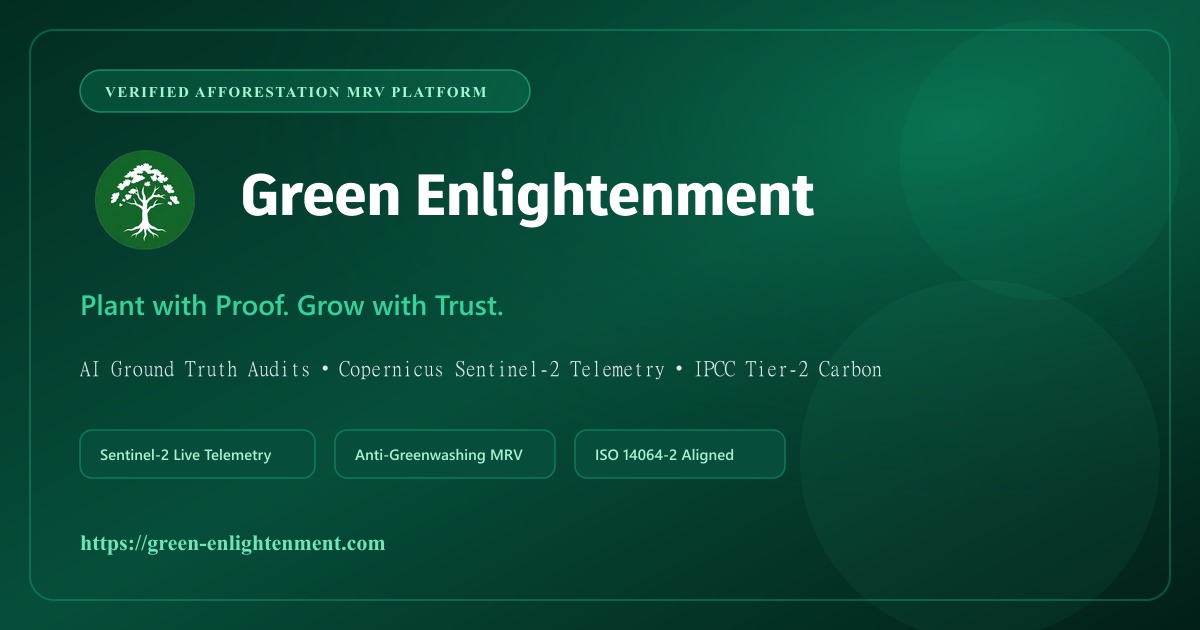 VERIFIED AFFORESTATION MRV PLATFORM
Green Enlightenment
Plant with Proof. Grow with Trust.
AI Ground Truth Audits • Copernicus Sentinel-2 Telemetry • IPCC Tier-2 Carbon
Sentinel-2 Live Telemetry
Anti-Greenwashing MRV
ISO 14064-2 Aligned
https://green-enlightenment.com